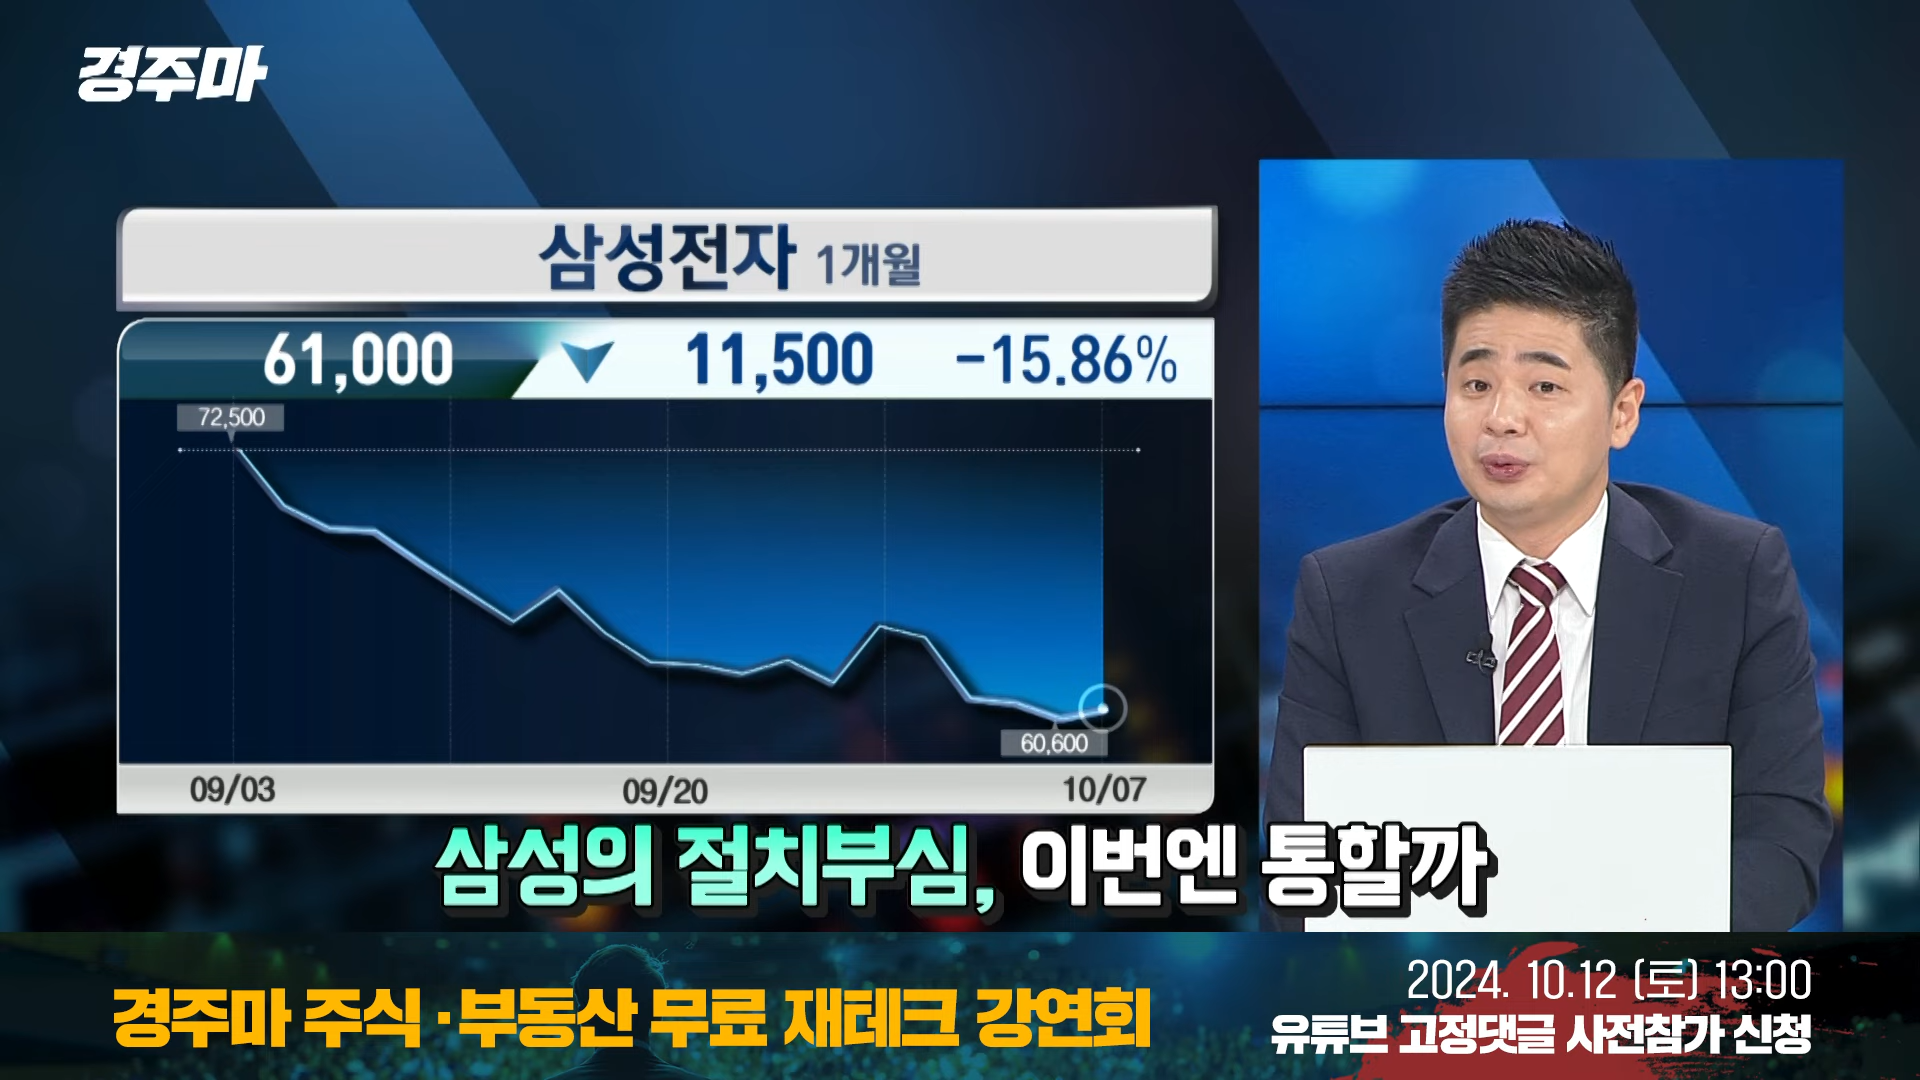 경주마
삼성전자 1개월
61,000 ▼ 11,500 -15.86%
72,500
60,600
09/03 09/20 10/07
삼성의 절치부심, 이번엔 통할까
경주마 주식·부동산 무료 재테크 강연회
2024. 10.12 (토) 13:00
유튜브 고정댓글 사전참가 신청